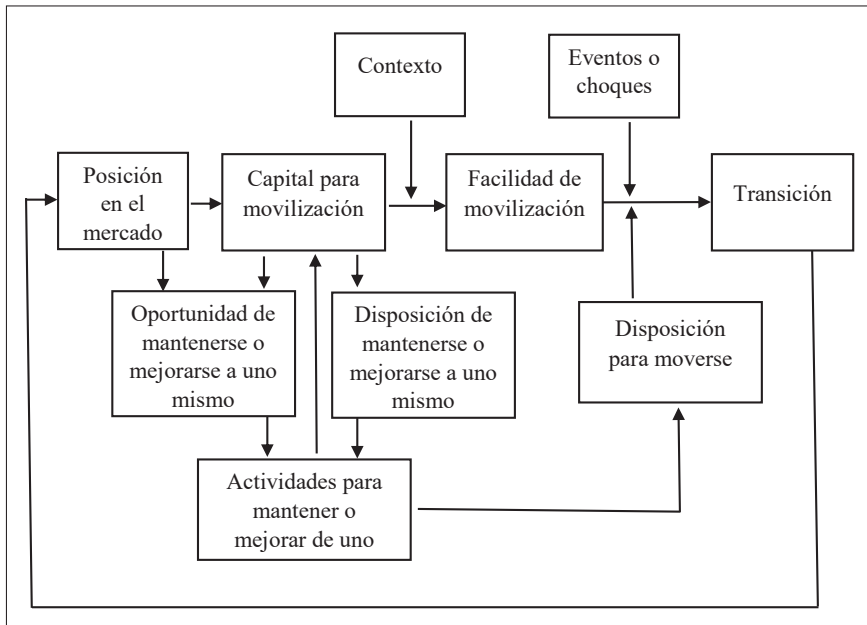 Contexto
Eventos o
choques
Posición
en el
mercado
Capital para
movilización
Facilidad de
movilización
Transición
Oportunidad de
mantenerse o
mejorarse a uno
mismo
Disposición de
mantenerse o
mejorarse a uno
mismo
Disposición
para moverse
Actividades para
mantener o
mejorar de uno